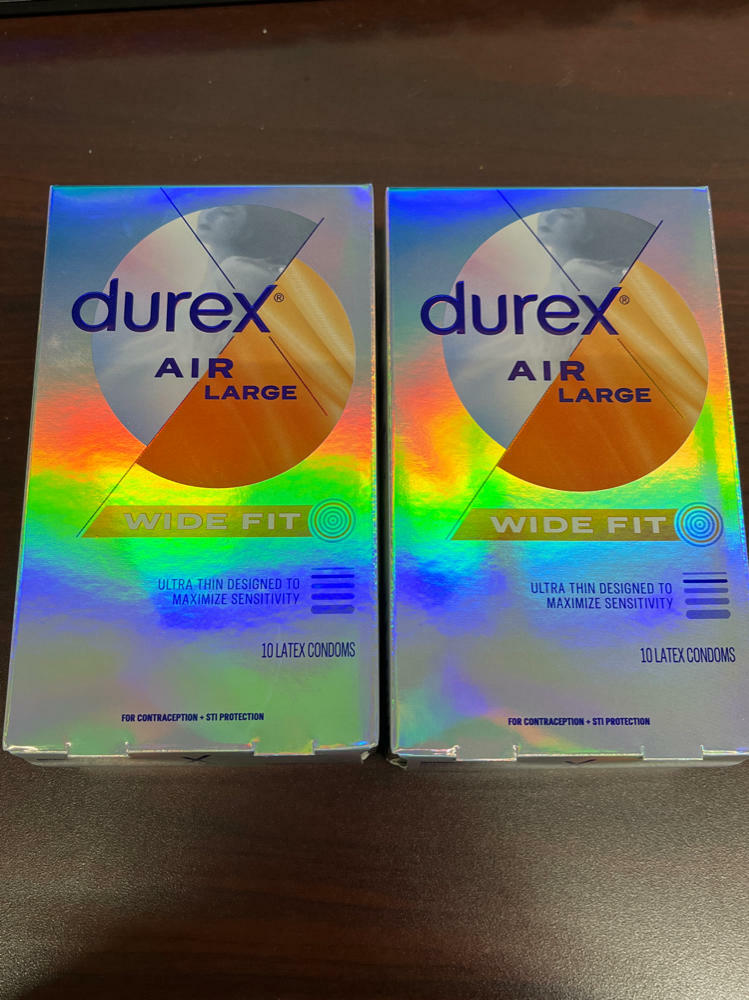 durex®
AIR
LARGE
WIDE FIT
ULTRA THIN DESIGNED TO
MAXIMIZE SENSITIVITY
10 LATEX CONDOMS
FOR CONTRACEPTION + STI PROTECTION
durex®
AIR
LARGE
WIDE FIT
ULTRA THIN DESIGNED TO
MAXIMIZE SENSITIVITY
10 LATEX CONDOMS
FOR CONTRACEPTION + STI PROTECTION